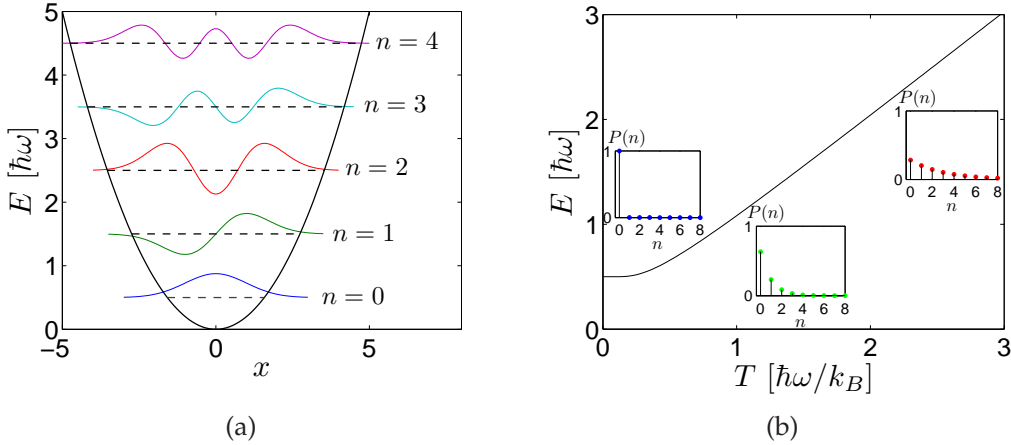 5
4
3
2
1
0
E [ħω]
−5
0
5
x
n = 4
n = 3
n = 2
n = 1
n = 0
(a)
3
2
1
0
E [ħω]
0
1
2
3
T [ħω/k_B]
P(n)
1
0
0 2 4 6 8
n
P(n)
1
0
0 2 4 6 8
n
P(n)
1
0
0 2 4 6 8
n
(b)